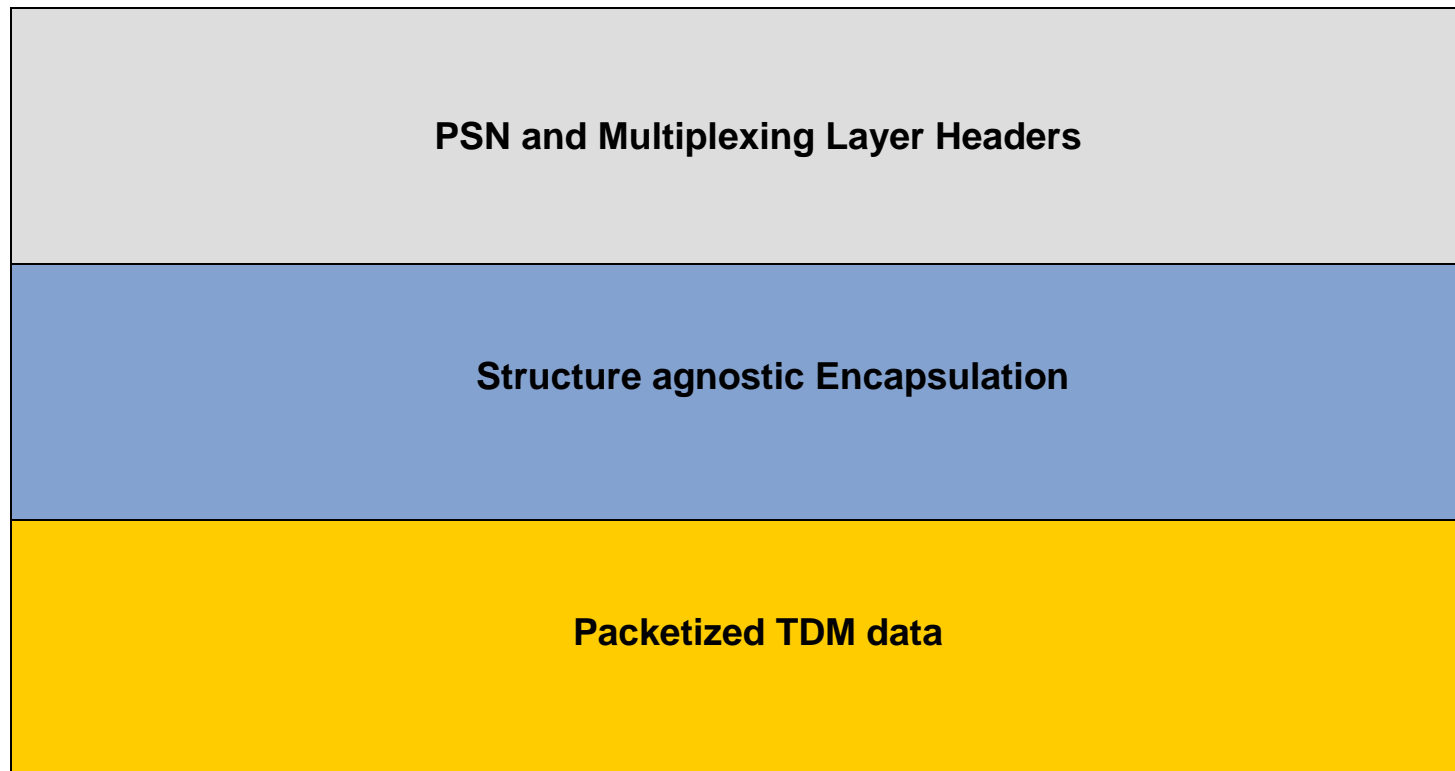 PSN and Multiplexing Layer Headers
Structure agnostic Encapsulation
Packetized TDM data